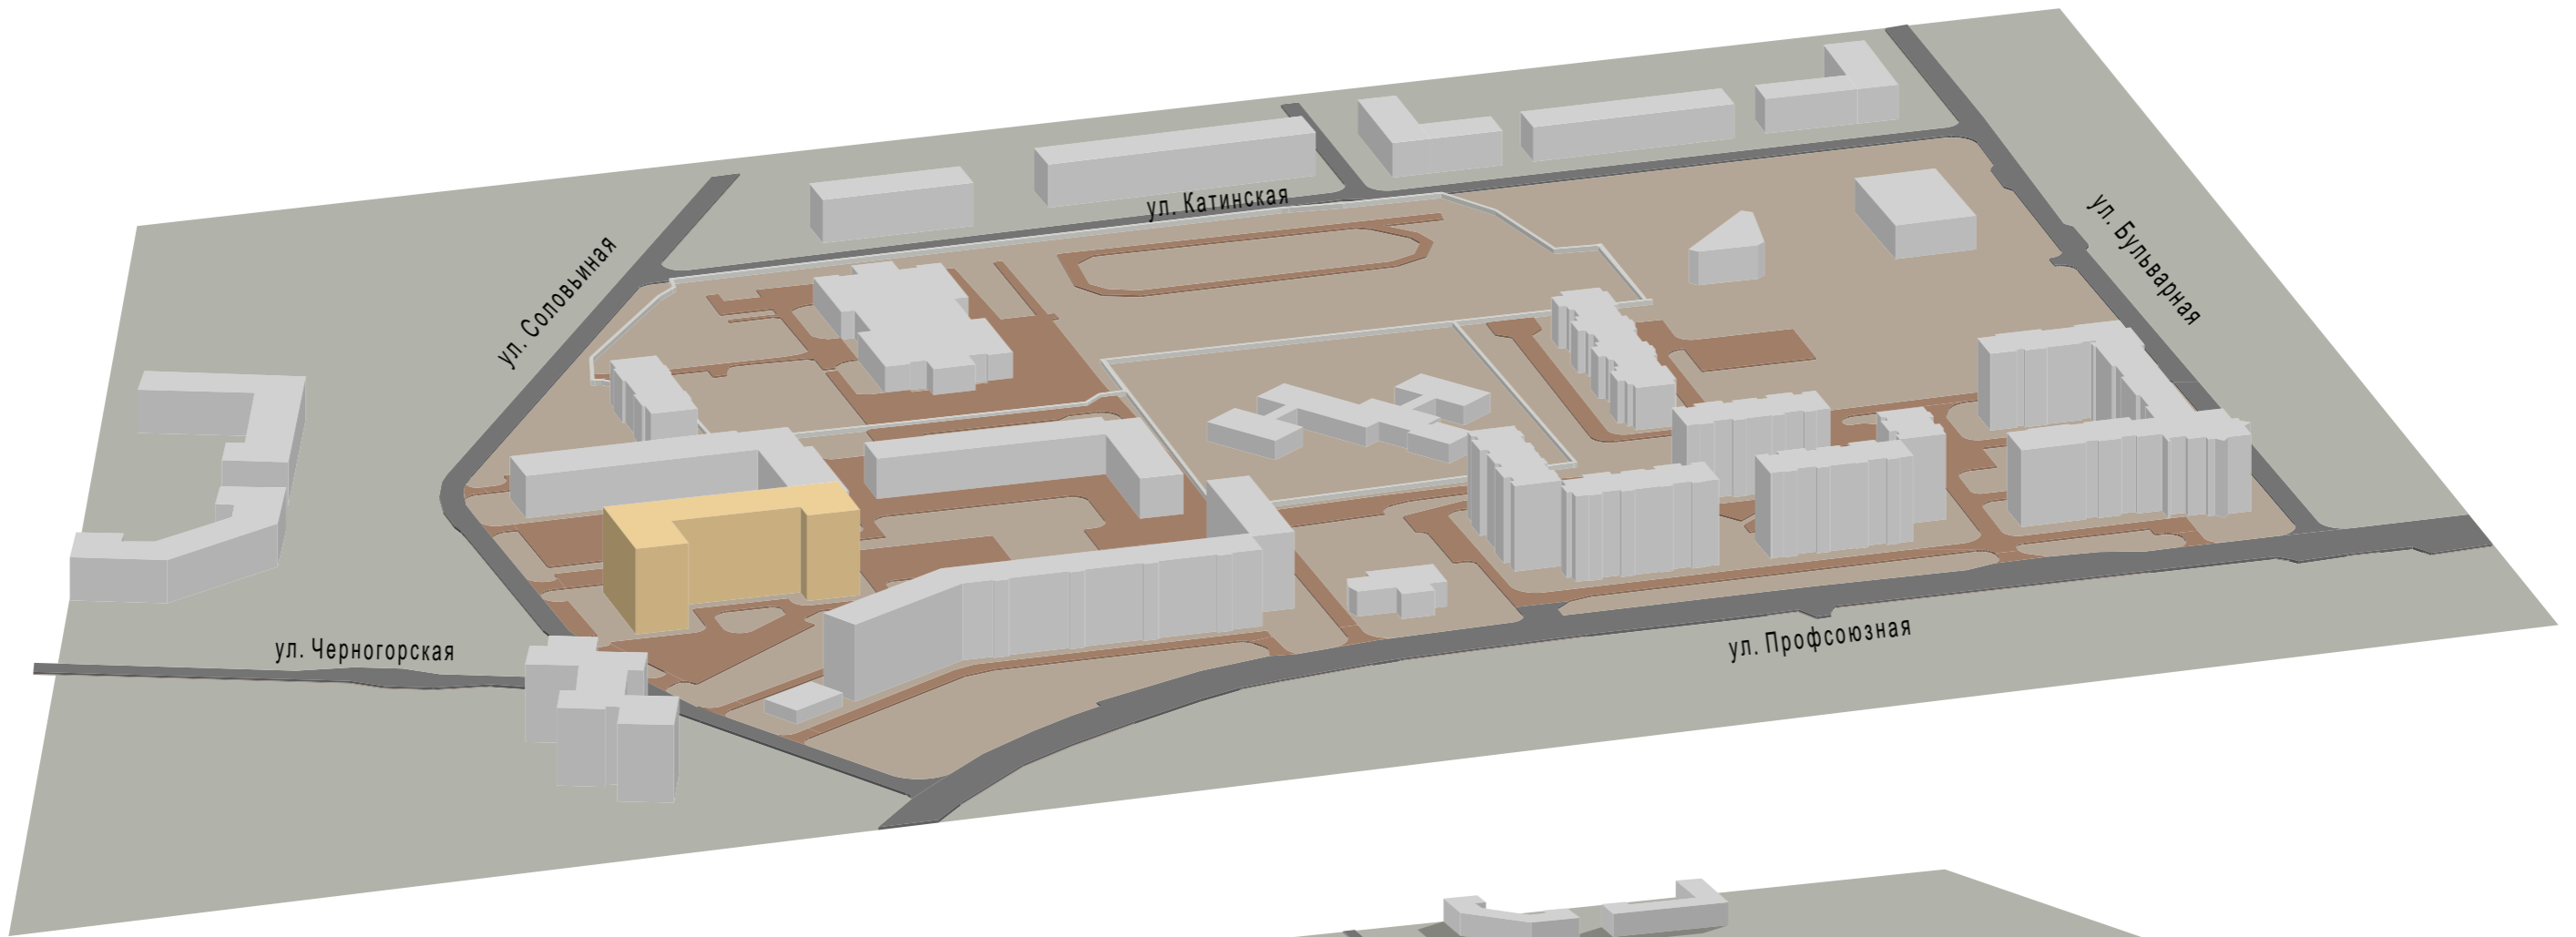 ул. Катинская
ул. Бульварная
ул. Соловьиная
ул. Черногорская
ул. Профсоюзная